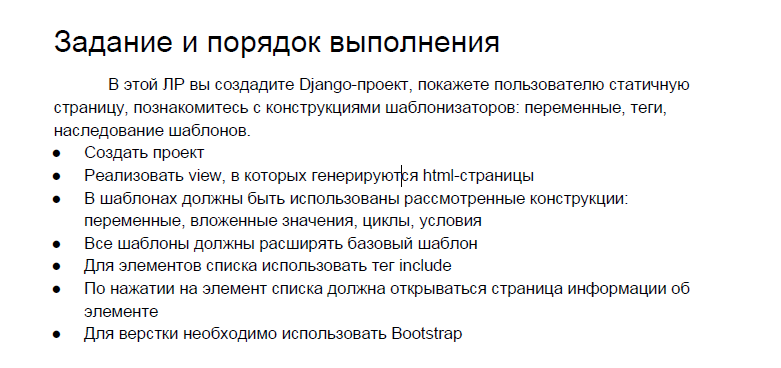 Задание и порядок выполнения
В этой ЛР вы создадите Django-проект, покажете пользователю статичную
страницу, познакомитесь с конструкциями шаблонизаторов: переменные, теги,
наследование шаблонов.
● Создать проект
● Реализовать view, в которых генерируются html-страницы
● В шаблонах должны быть использованы рассмотренные конструкции:
переменные, вложенные значения, циклы, условия
● Все шаблоны должны расширять базовый шаблон
● Для элементов списка использовать тег include
● По нажатии на элемент списка должна открываться страница информации об
элементе
● Для верстки необходимо использовать Bootstrap